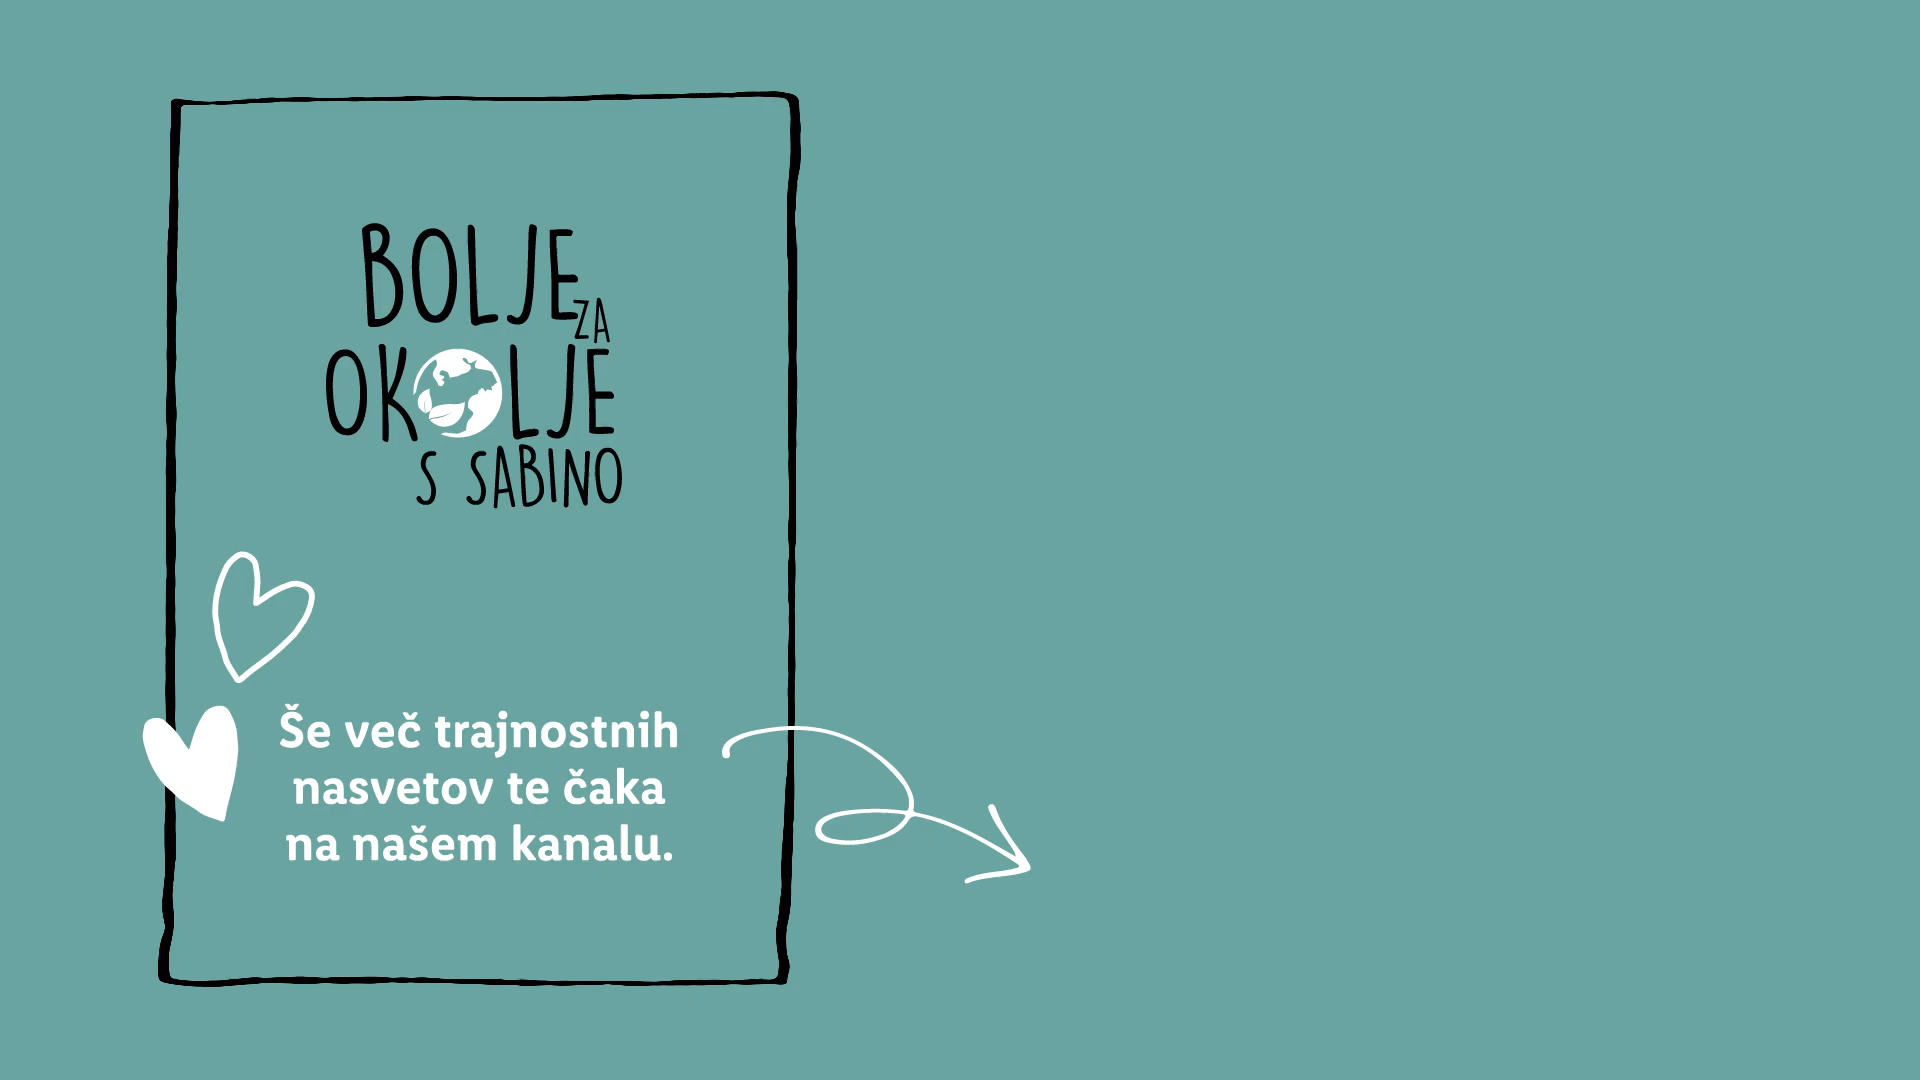 BOLJE
ZA
OKOLJE
S SABINO
Še več trajnostnih
nasvetov te čaka
na našem kanalu.